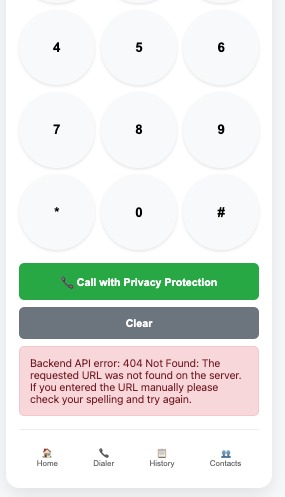 4 5 6
7 8 9
* 0 #
📞 Call with Privacy Protection
Clear
Backend API error: 404 Not Found: The
requested URL was not found on the server.
If you entered the URL manually please
check your spelling and try again.
Home Dialer History Contacts